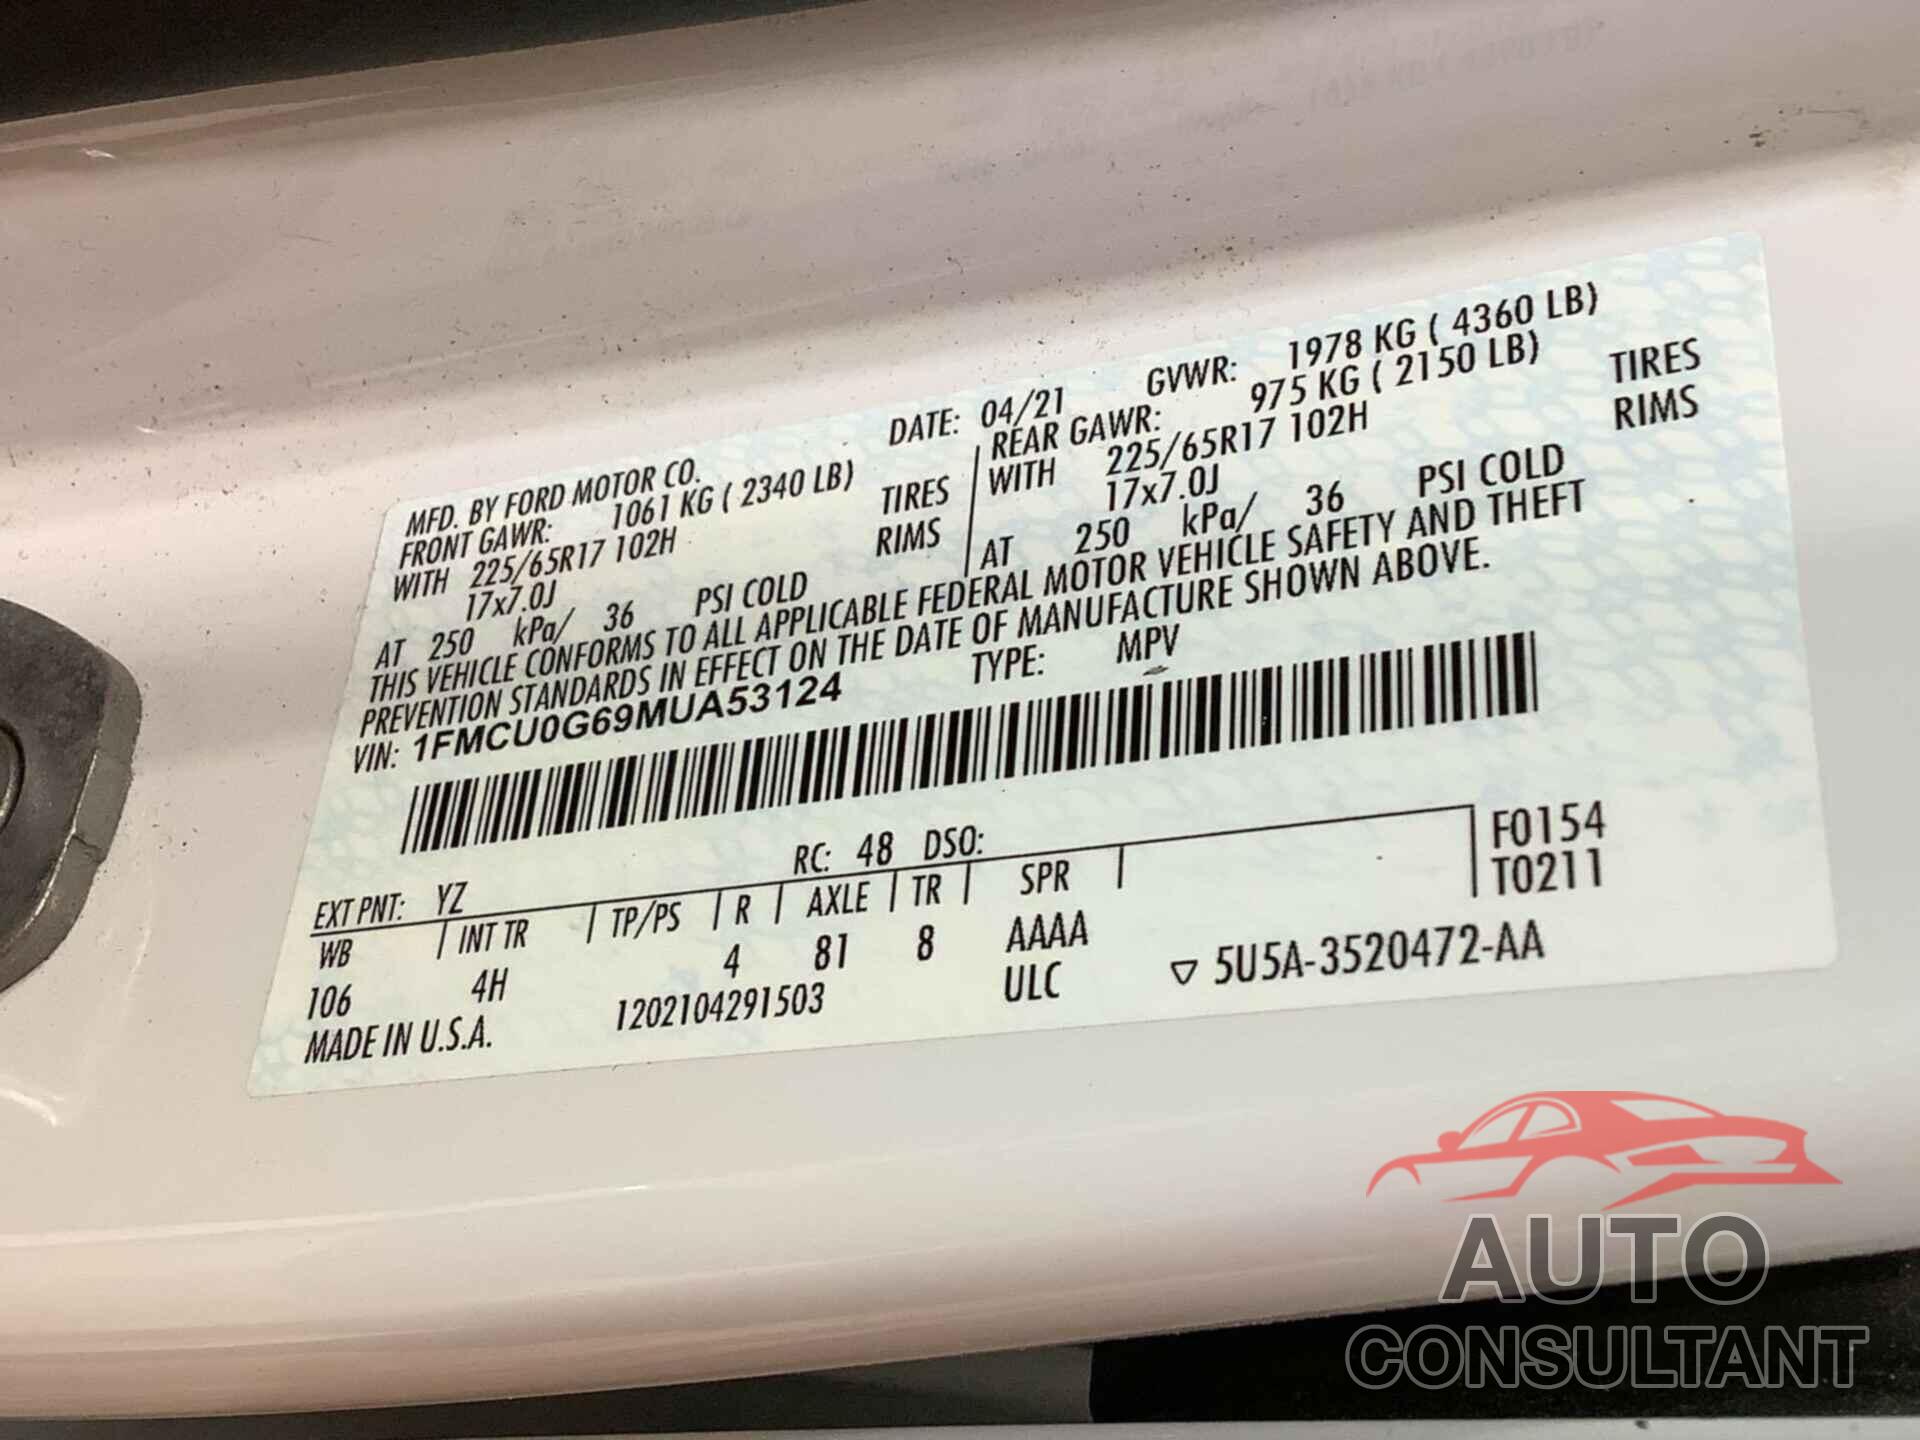 MFD. BY FORD MOTOR CO.
DATE: 04/21 GVWR: 1978 KG ( 4360 LB)
FRONT GAWR: 1061 KG ( 2340 LB)
REAR GAWR: 975 KG ( 2150 LB)
WITH 225/65R17 102H TIRES
WITH 225/65R17 102H TIRES
17x7.0J RIMS
17x7.0J RIMS
AT 250 kPa/ 36 PSI COLD
AT 250 kPa/ 36 PSI COLD
THIS VEHICLE CONFORMS TO ALL APPLICABLE FEDERAL MOTOR VEHICLE SAFETY AND THEFT
PREVENTION STANDARDS IN EFFECT ON THE DATE OF MANUFACTURE SHOWN ABOVE.
VIN: 1FMCU0G69MUA53124 TYPE: MPV
EXT PNT: YZ RC: 48 DSO:
F0154
T0211
WB INT TR TP/PS R AXLE TR SPR
106 4H 4 81 8 AAAA
MADE IN U.S.A. 1202104291503 ULC ▽ 5U5A-3520472-AA
AUTO
CONSULTANT